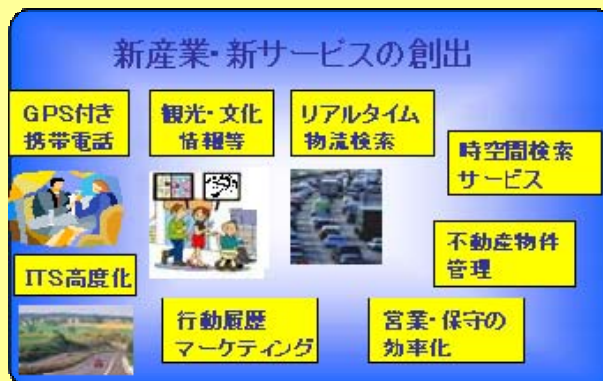 新産業・新サービスの創出
GPS付き
携帯電話
観光・文化
情報等
リアルタイム
物流検索
時空間検索
サービス
不動産物件
管理
ITS高度化
行動履歴
マーケティング
営業・保守の
効率化